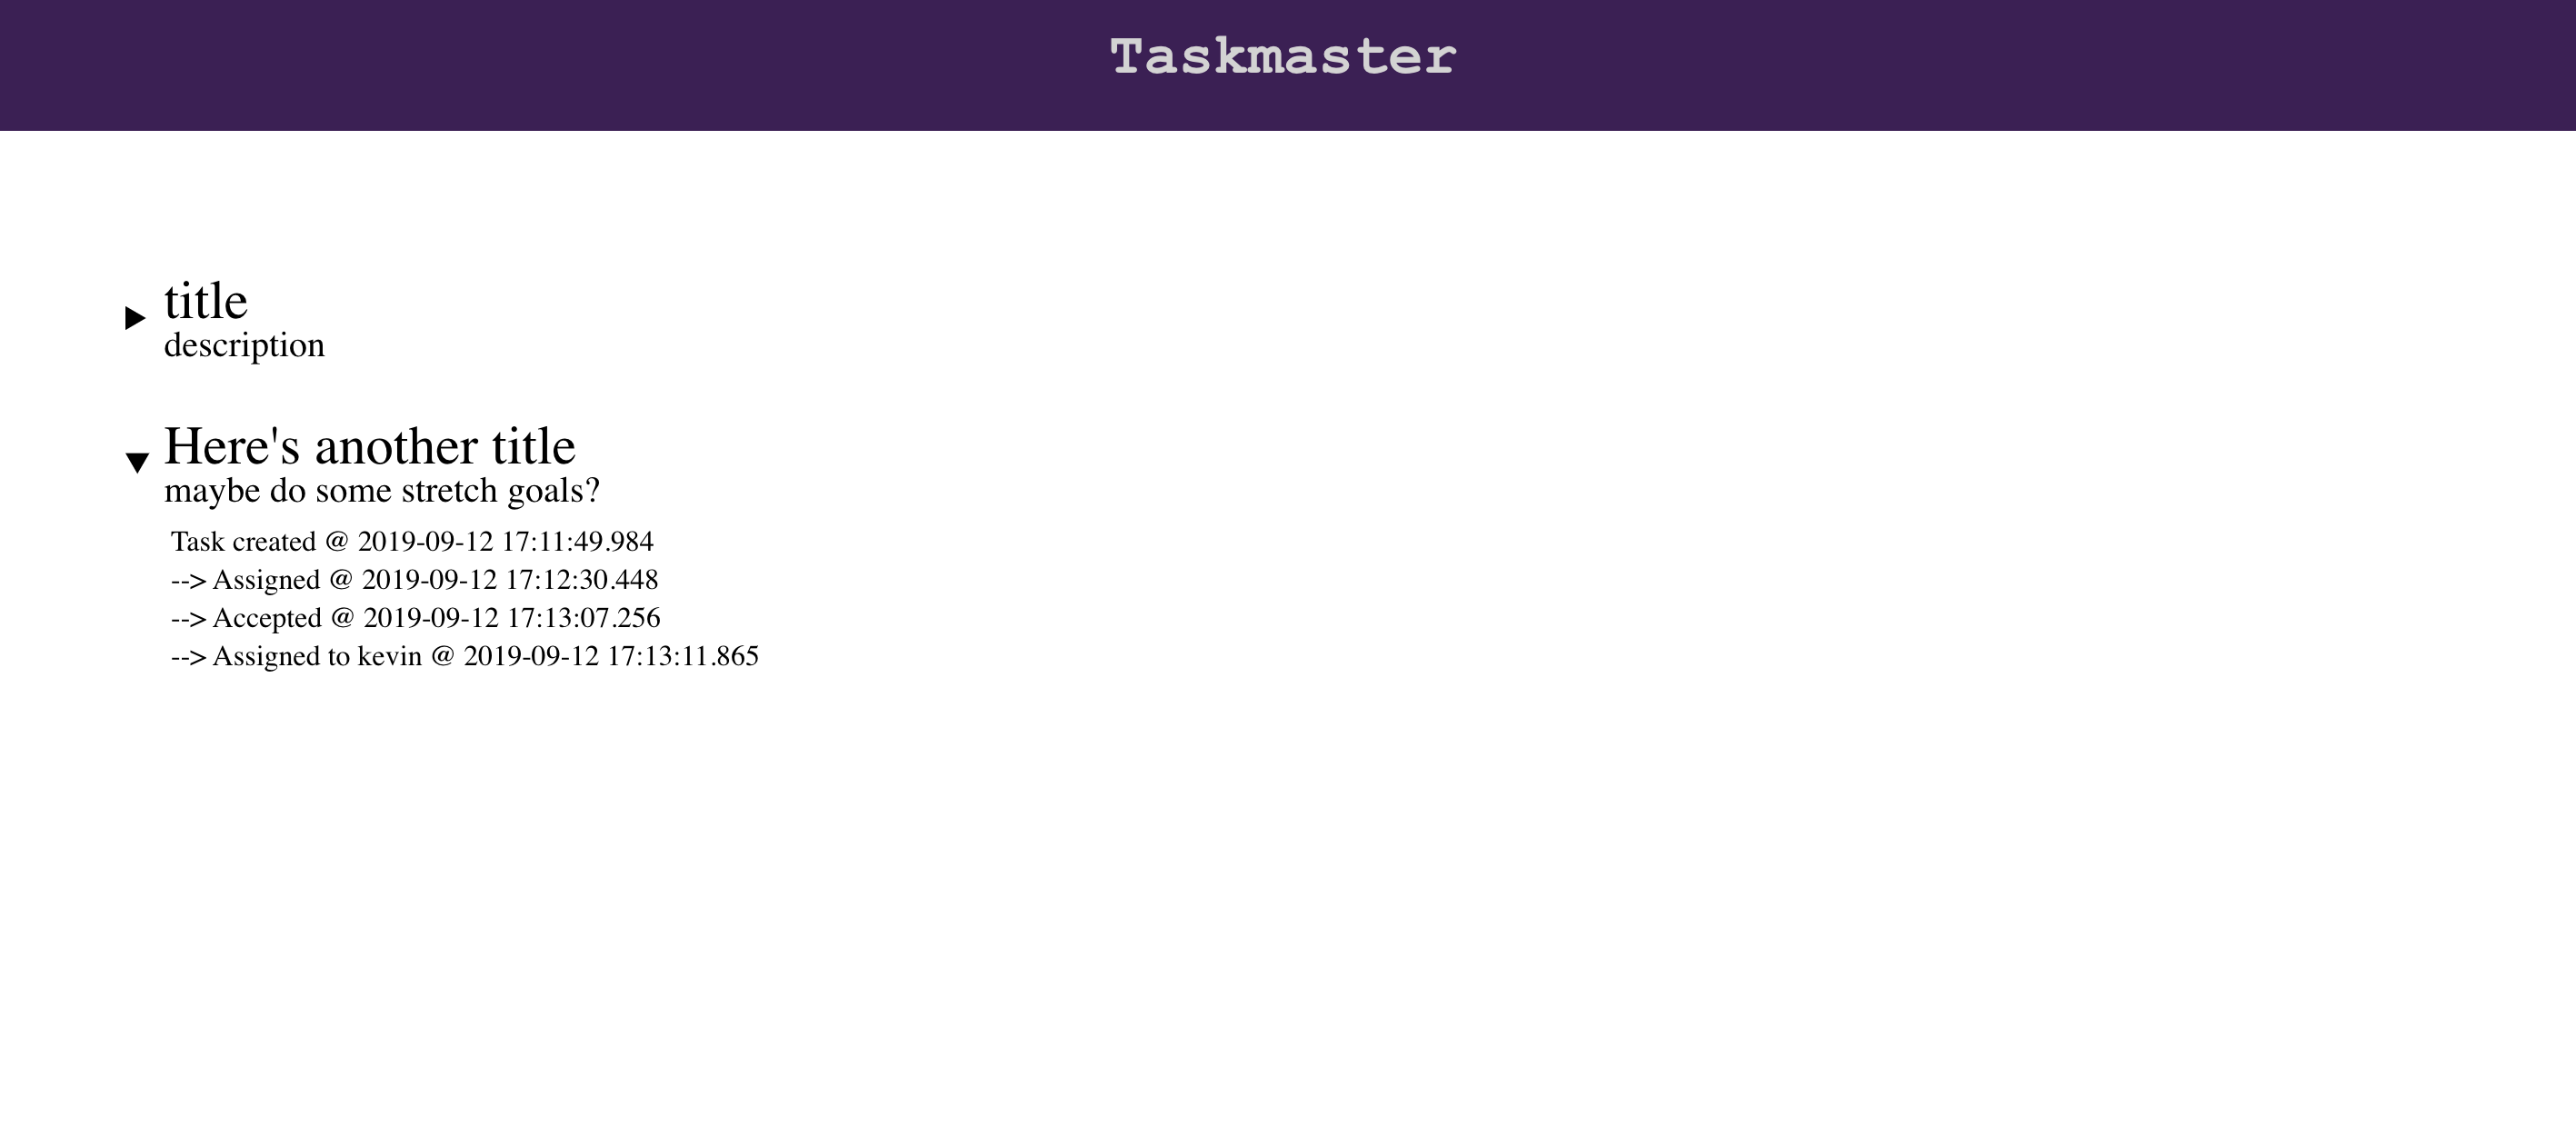 Taskmaster
title
description
Here's another title
maybe do some stretch goals?
Task created @ 2019-09-12 17:11:49.984
--> Assigned @ 2019-09-12 17:12:30.448
--> Accepted @ 2019-09-12 17:13:07.256
--> Assigned to kevin @ 2019-09-12 17:13:11.865